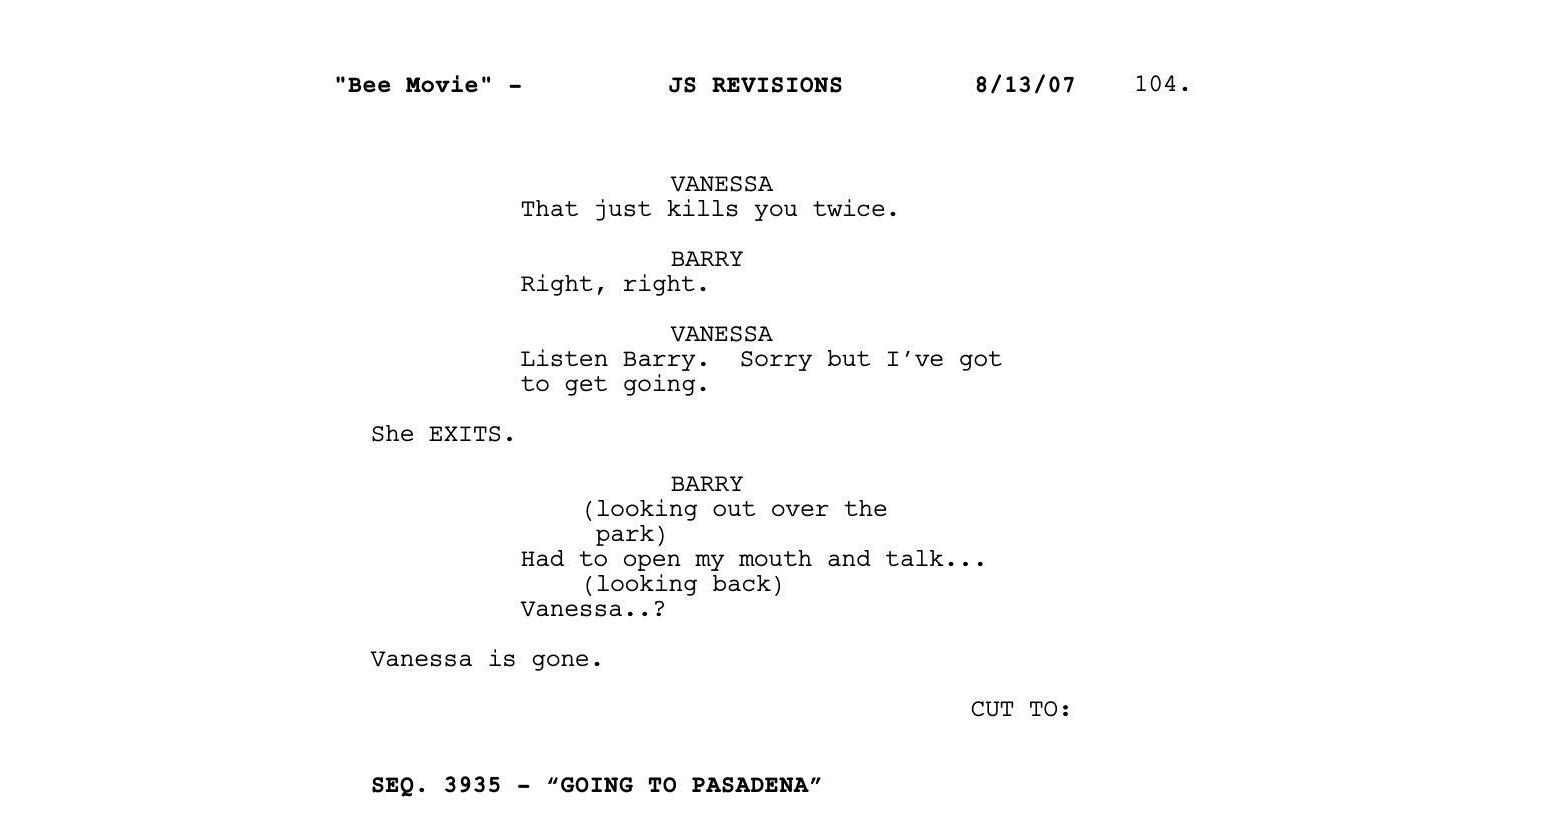 "Bee Movie" - JS REVISIONS 8/13/07 104.
VANESSA
That just kills you twice.
BARRY
Right, right.
VANESSA
Listen Barry.  Sorry but I’ve got
to get going.
She EXITS.
BARRY
(looking out over the
park)
Had to open my mouth and talk...
(looking back)
Vanessa..?
Vanessa is gone.
CUT TO:
SEQ. 3935 - “GOING TO PASADENA”